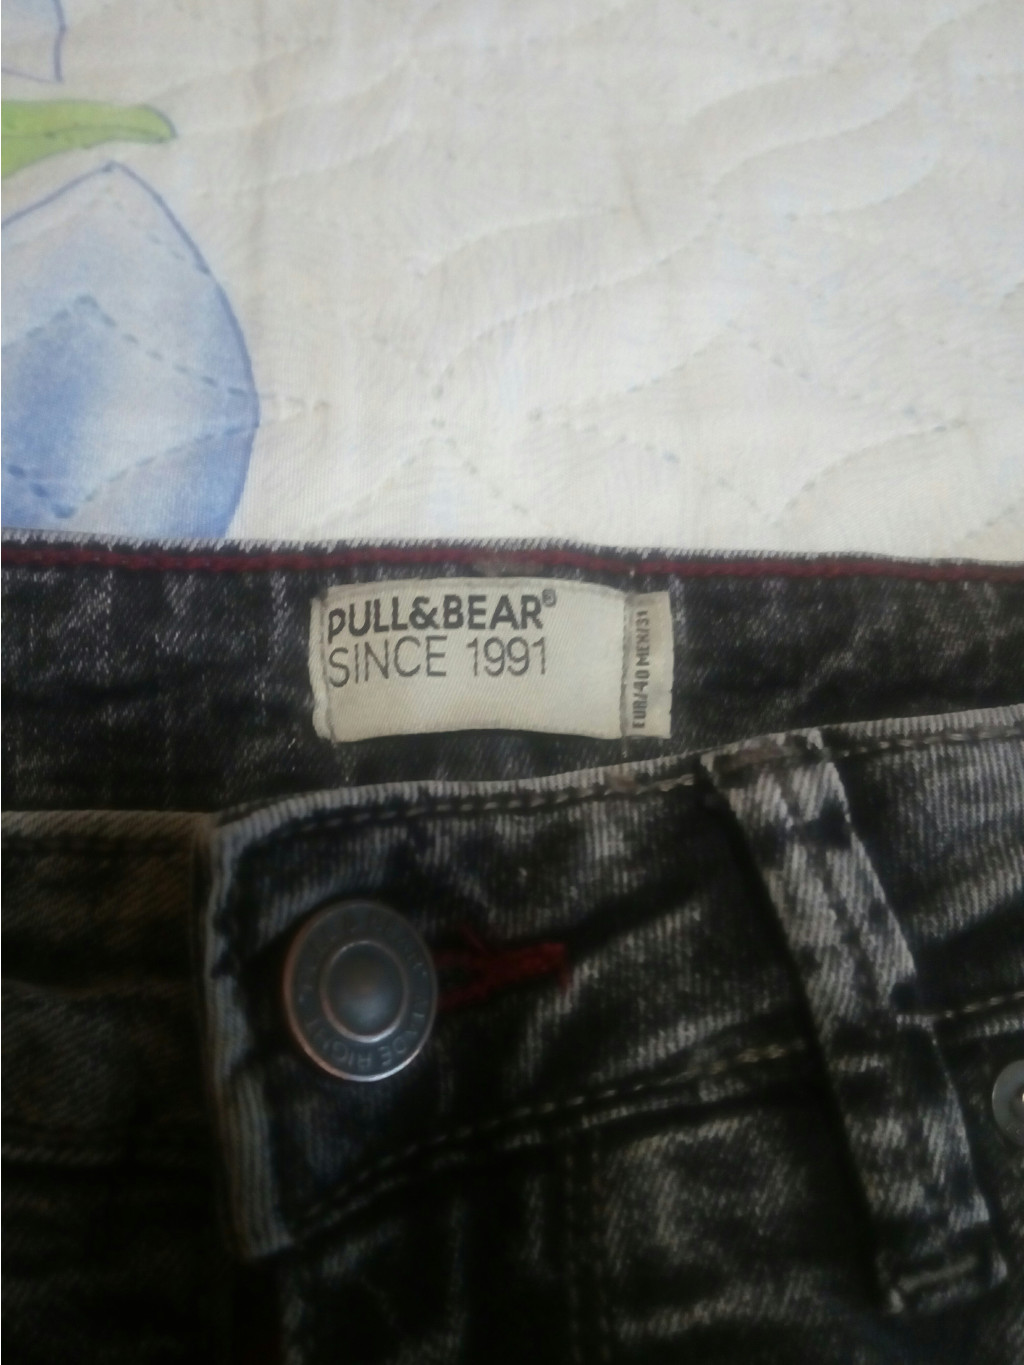 PULL&BEAR®
SINCE 1991
EUR/40 MEX/31